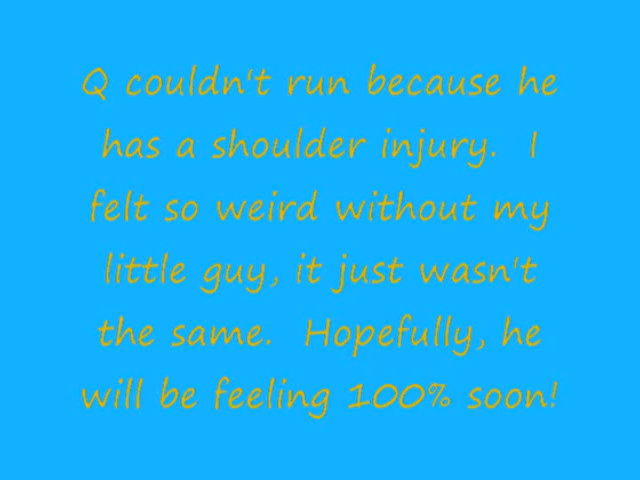 Q couldn't run because he
has a shoulder injury.  I
felt so weird without my
little guy, it just wasn't
the same.  Hopefully, he
will be feeling 100% soon!